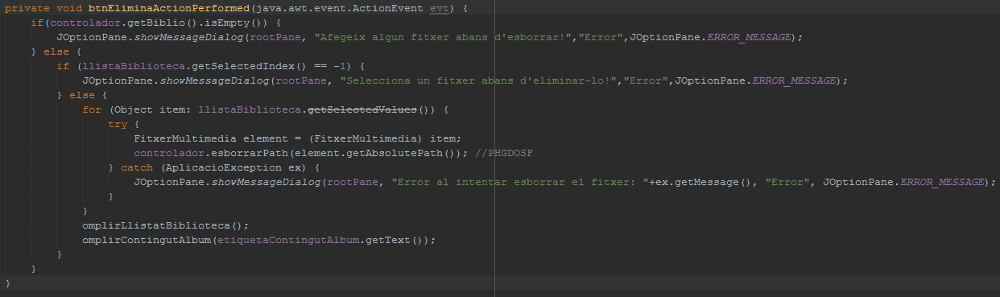 private void btnEliminaActionPerformed(java.awt.event.ActionEvent evt) {
if(controlador.getBiblio().isEmpty()) {
JOptionPane.showMessageDialog(rootPane, "Afegeix algun fitxer abans d'esborrar!","Error",JOptionPane.ERROR_MESSAGE);
} else {
if (llistaBiblioteca.getSelectedIndex() == -1) {
JOptionPane.showMessageDialog(rootPane, "Selecciona un fitxer abans d'eliminar-lo!","Error",JOptionPane.ERROR_MESSAGE);
} else {
for (Object item: llistaBiblioteca.getSelectedValues()) {
try {
FitxerMultimedia element = (FitxerMultimedia) item;
controlador.esborrarPath(element.getAbsolutePath()); //PHGDOSF
} catch (AplicacioException ex) {
JOptionPane.showMessageDialog(rootPane, "Error al intentar esborrar el fitxer: "+ex.getMessage(), "Error", JOptionPane.ERROR_MESSAGE);
}
}
omplirLlistatBiblioteca();
omplirContingutAlbum(etiquetaContingutAlbum.getText());
}
}
}